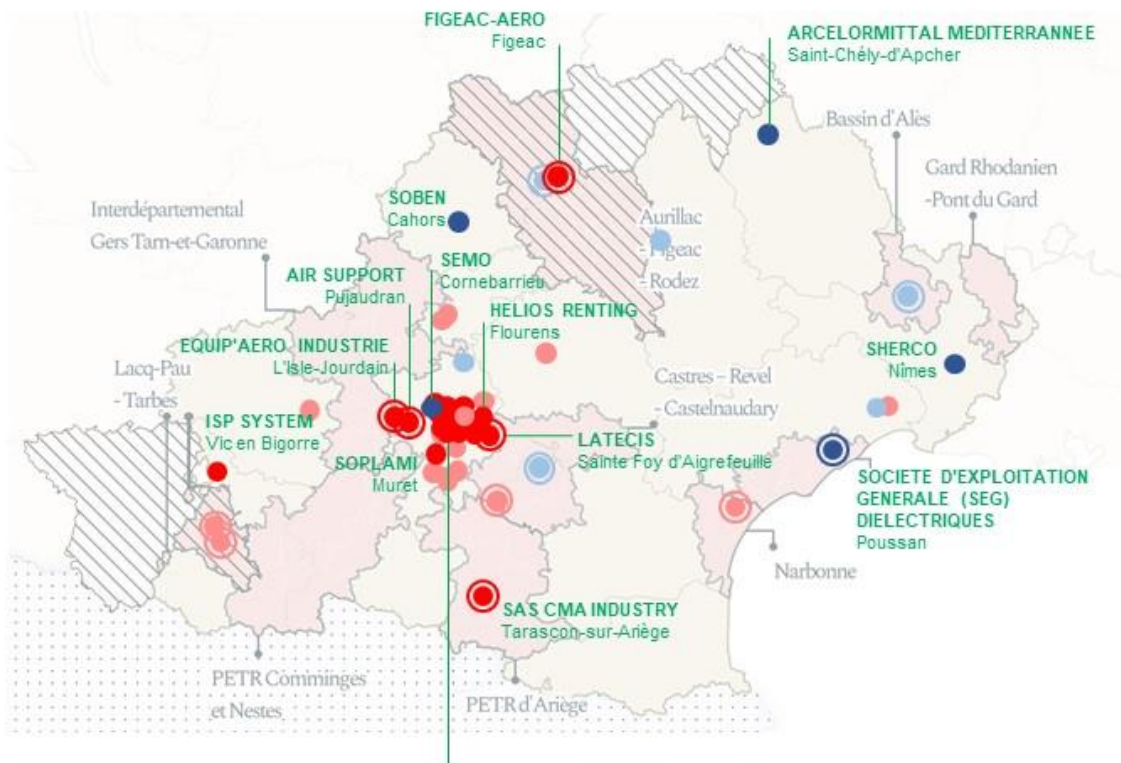 FIGEAC-AERO
Figeac
ARCELORMITTAL MEDITERRANNEE
Saint-Chély-d'Apcher
Bassin d'Alès
Gard Rhodanien
-Pont du Gard
SOBEN
Cahors
Interdépartemental
Gers Tarn-et-Garonne
Aurillac
- Figeac
- Rodez
AIR SUPPORT
Pujaudran
SEMO
Cornebarrieu
HELIOS RENTING
Flourens
EQUIP'AERO INDUSTRIE
L'Isle-Jourdain
SHERCO
Nîmes
Lacq-Pau
- Tarbes
Castres – Revel
- Castelnaudary
ISP SYSTEM
Vic en Bigorre
LATECIS
Sainte Foy d'Aigrefeuille
SOPLAMI
Muret
SOCIETE D'EXPLOITATION
GENERALE (SEG)
DIELECTRIQUES
Poussan
Narbonne
SAS CMA INDUSTRY
Tarascon-sur-Ariège
PETR Comminges
et Nestes
PETR d'Ariège